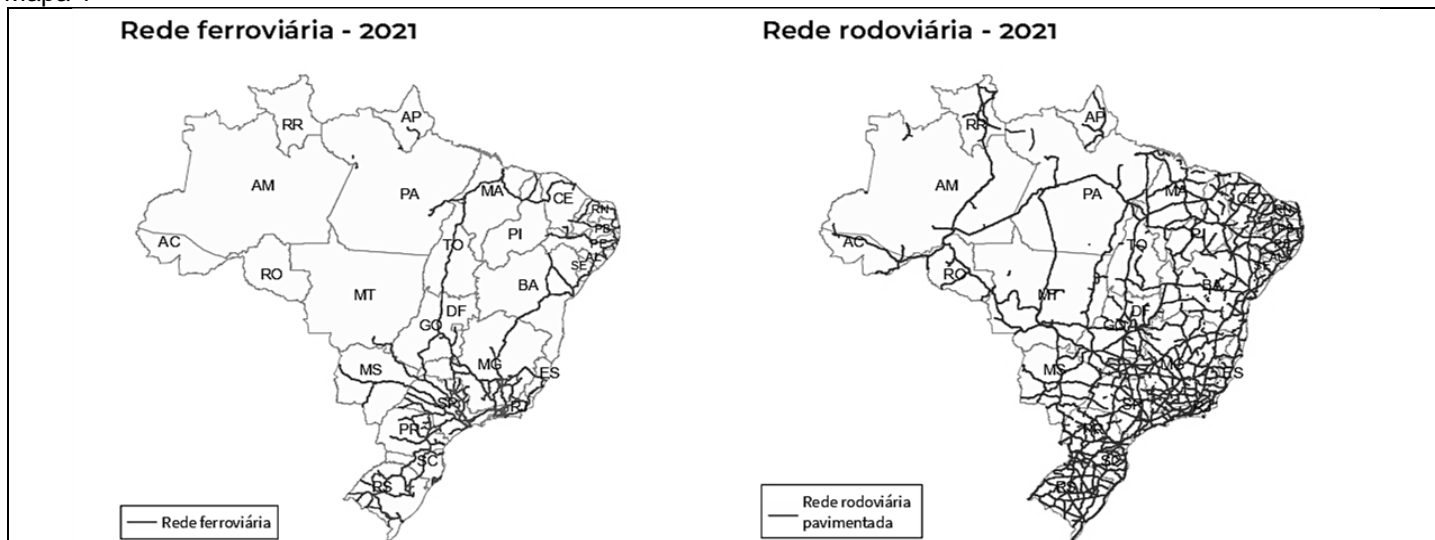 Rede ferroviária - 2021
RR
AP
AM
PA
MA
CE
RN
PB
PE
AL
SE
PI
TO
AC
RO
BA
MT
DF
GO
MG
ES
MS
SP
RJ
PR
SC
RS
Rede ferroviária
Rede rodoviária - 2021
RR
AP
AM
PA
MA
CE
RN
PI
TO
AC
RO
BA
MT
DF
GO
MG
ES
MS
SP
PR
SC
RS
Rede rodoviária
pavimentada